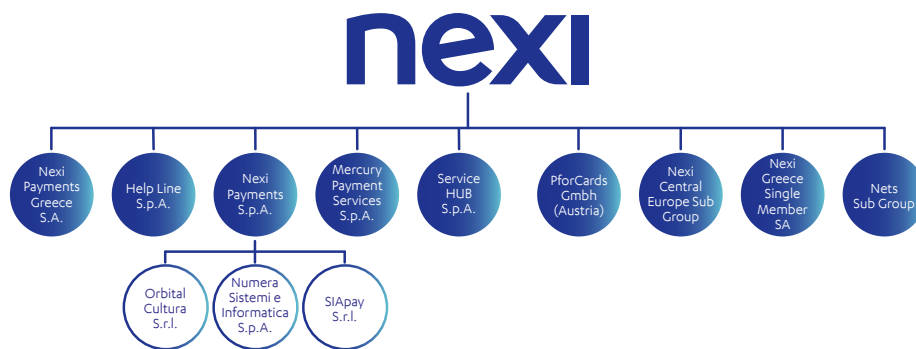 nexi
Nexi
Payments
Greece
S.A.
Help Line
S.p.A.
Nexi
Payments
S.p.A.
Mercury
Payment
Services
S.p.A.
Service
HUB
S.p.A.
PforCards
Gmbh
(Austria)
Nexi
Central
Europe Sub
Group
Nexi
Greece
Single
Member
SA
Nets
Sub Group
Orbital
Cultura
S.r.l.
Numera
Sistemi e
Informatica
S.p.A.
SIApay
S.r.l.